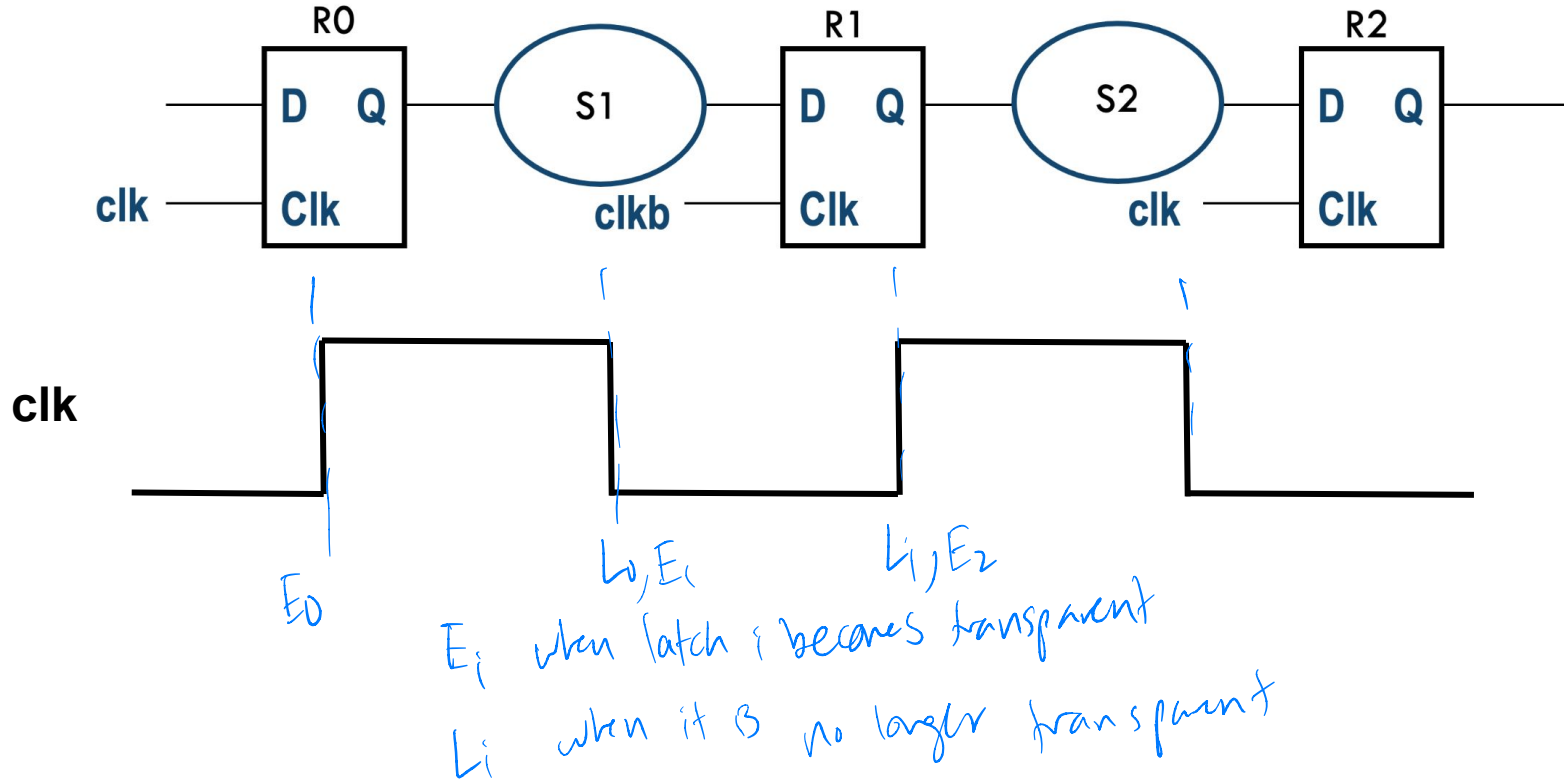 R0 R1 R2
D Q S1 D Q S2 D Q
clk Clk clkb Clk clk Clk
clk
E0 L0, E1 L1, E2
Ei when latch i becomes transparent
Li when it is no longer transparent